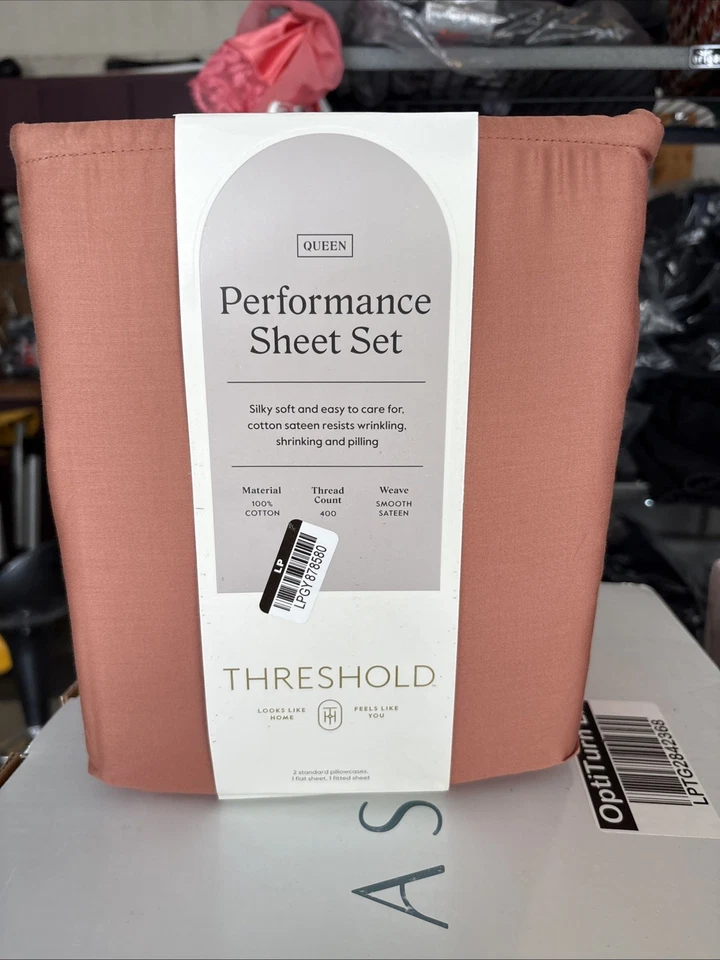 QUEEN
Performance
Sheet Set
Silky soft and easy to care for,
cotton sateen resists wrinkling,
shrinking and pilling
Material
100%
COTTON
Thread
Count
400
Weave
SMOOTH
SATEEN
LP
LPGY878580
THRESHOLD
LOOKS LIKE
HOME
FEELS LIKE
YOU
2 standard pillowcases,
1 flat sheet, 1 fitted sheet
OptiTurn
LPTG2842368
AS